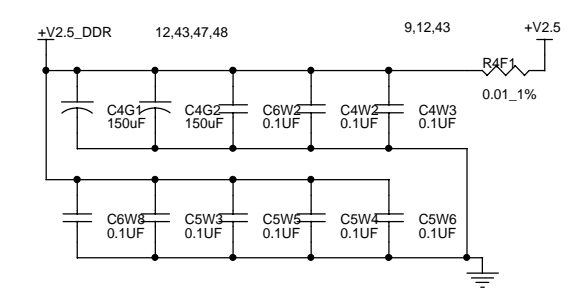 +V2.5_DDR 12,43,47,48 9,12,43 +V2.5
R4F1
0.01_1%
C4G1 C4G2 C6W2 C4W2 C4W3
150uF 150uF 0.1UF 0.1UF 0.1UF
C6W8 C5W3 C5W5 C5W4 C5W6
0.1UF 0.1UF 0.1UF 0.1UF 0.1UF